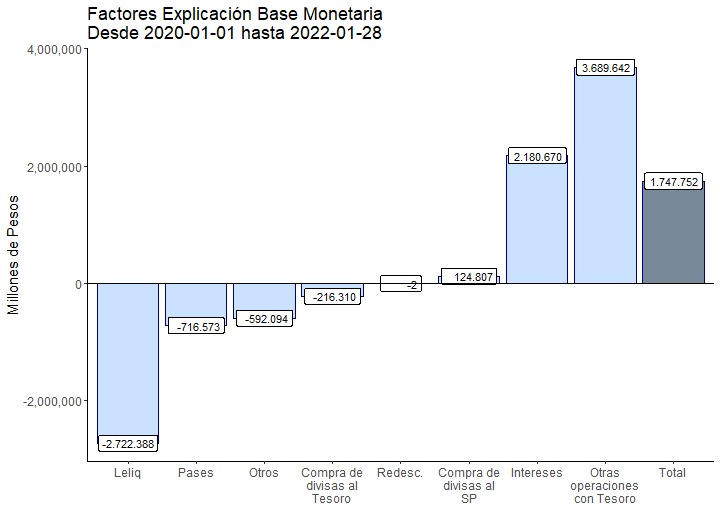 Factores Explicación Base Monetaria
Desde 2020-01-01 hasta 2022-01-28
Millones de Pesos
4,000,000
2,000,000
0
-2,000,000
-2.722.388
-716.573
-592.094
-216.310
-2
124.807
2.180.670
3.689.642
1.747.752
Leliq
Pases
Otros
Compra de
divisas al
Tesoro
Redesc.
Compra de
divisas al
SP
Intereses
Otras
operaciones
con Tesoro
Total